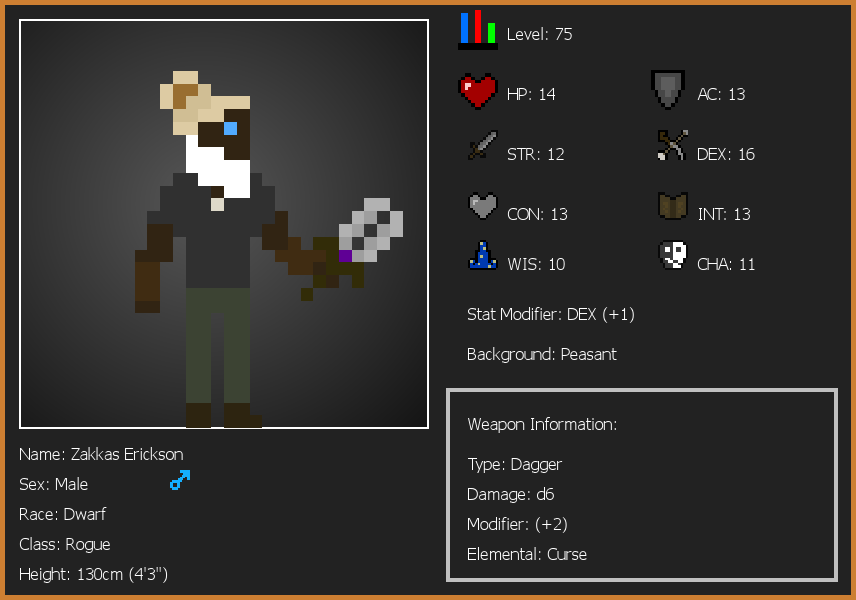 Level: 75
HP: 14
AC: 13
STR: 12
DEX: 16
CON: 13
INT: 13
WIS: 10
CHA: 11
Stat Modifier: DEX (+1)
Background: Peasant
Weapon Information:
Type: Dagger
Damage: d6
Modifier: (+2)
Elemental: Curse
Name: Zakkas Erickson
Sex: Male
Race: Dwarf
Class: Rogue
Height: 130cm (4'3")